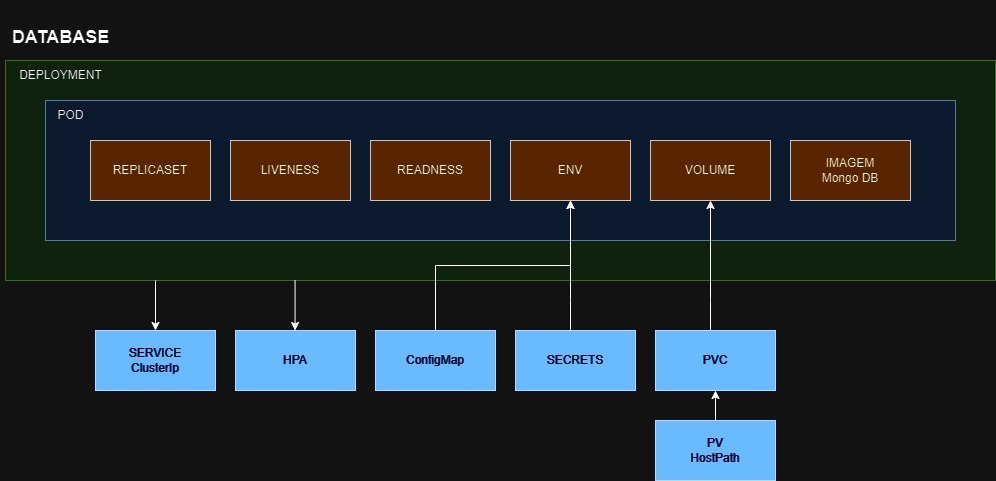 DATABASE
DEPLOYMENT
POD
REPLICASET
LIVENESS
READNESS
ENV
VOLUME
IMAGEM
Mongo DB
SERVICE
ClusterIp
HPA
ConfigMap
SECRETS
PVC
PV
HostPath